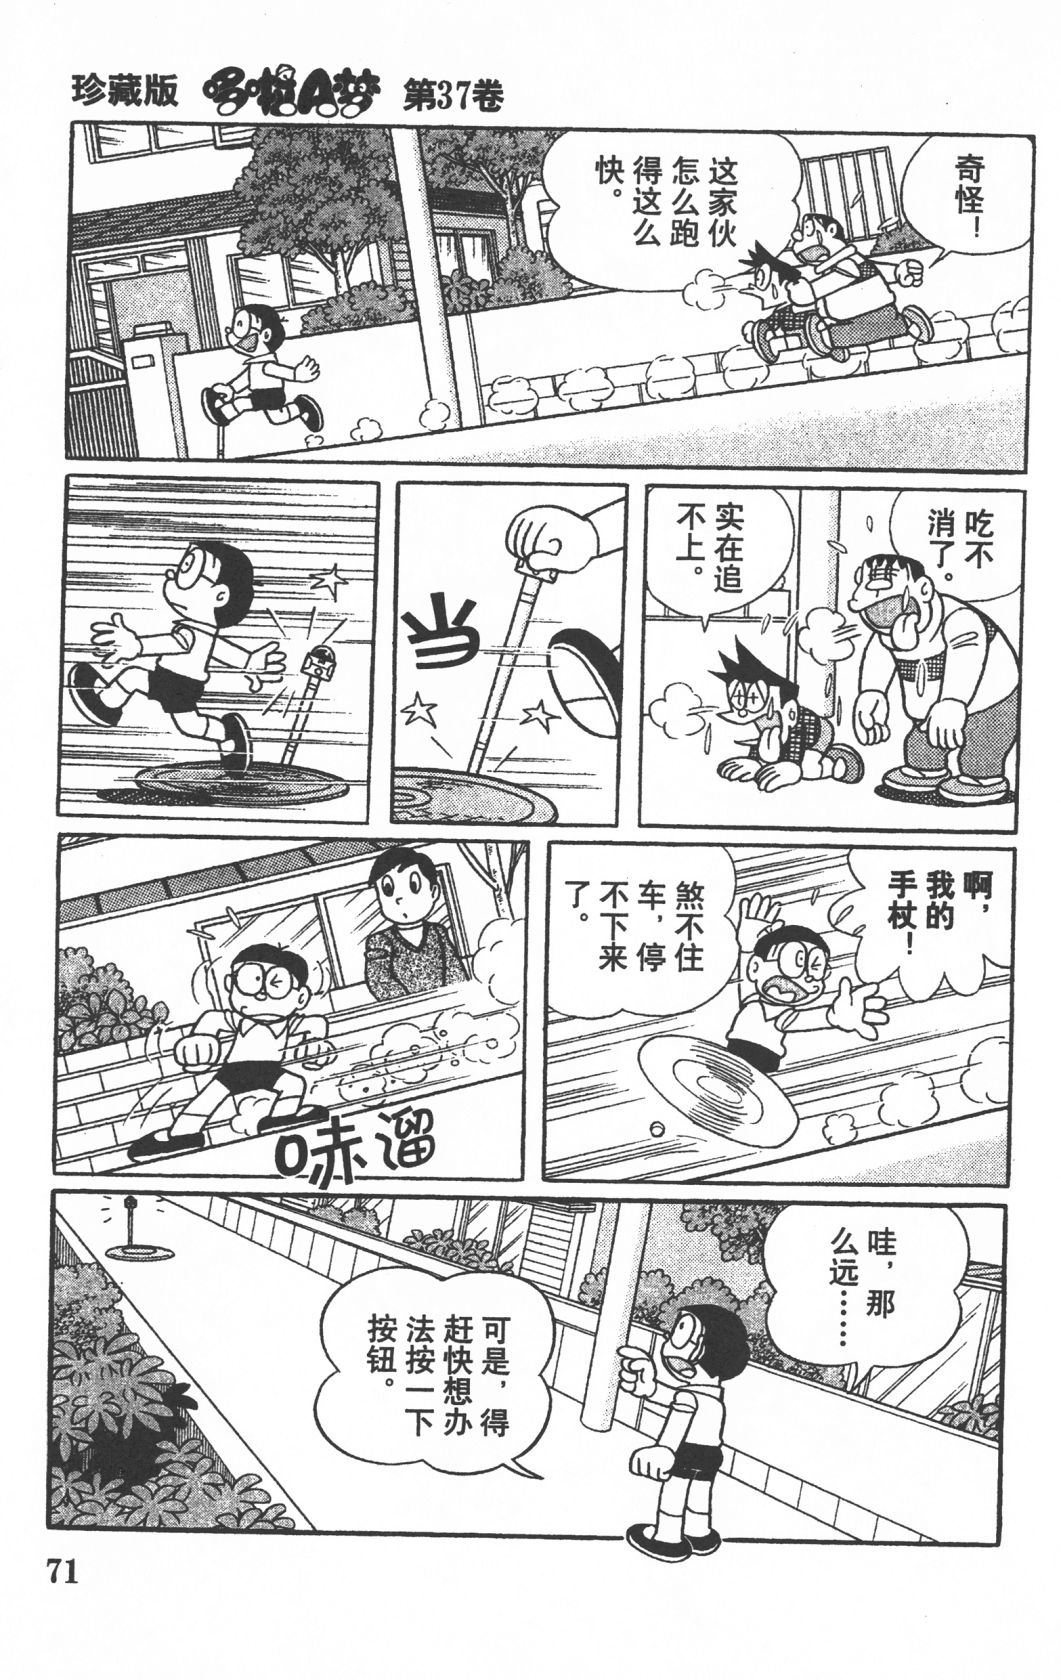 珍藏版 哆啦A梦 第37卷
奇怪！
这家伙
怎么跑
得这么
快。
吃不
消了。
实在追
不上。
当
啊，
我的
手杖！
煞不住
车，停
不下来
了。
哧溜
哇，那
么远……
可是，得
赶快想办
法按一下
按钮。
71